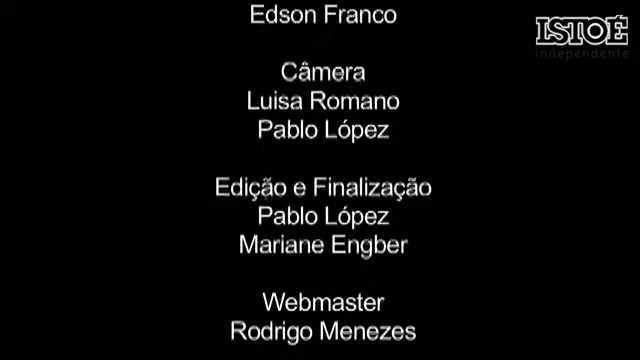 Edson Franco
ISTOÉ
independente
Câmera
Luisa Romano
Pablo López
Edição e Finalização
Pablo López
Mariane Engber
Webmaster
Rodrigo Menezes